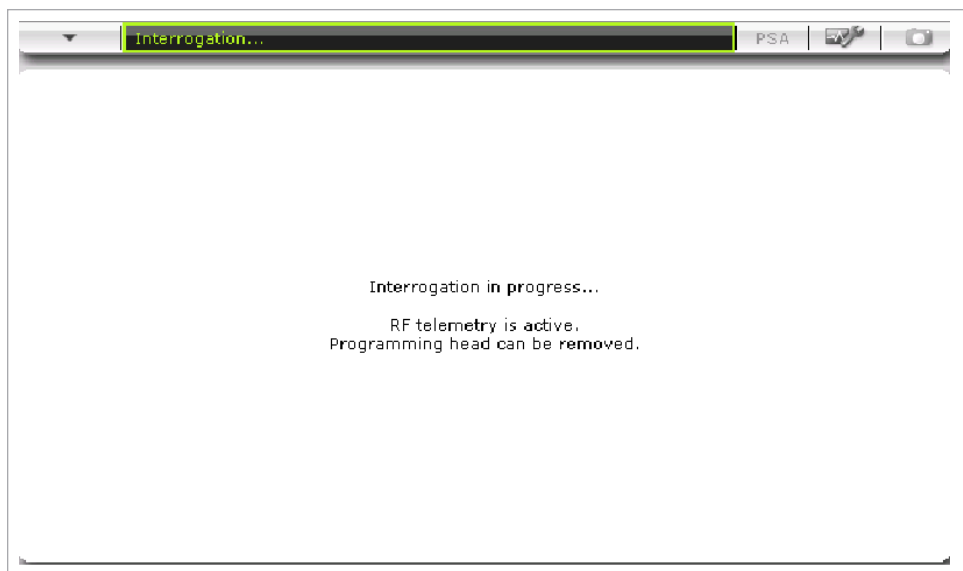 Interrogation...
PSA
Interrogation in progress...
RF telemetry is active.
Programming head can be removed.